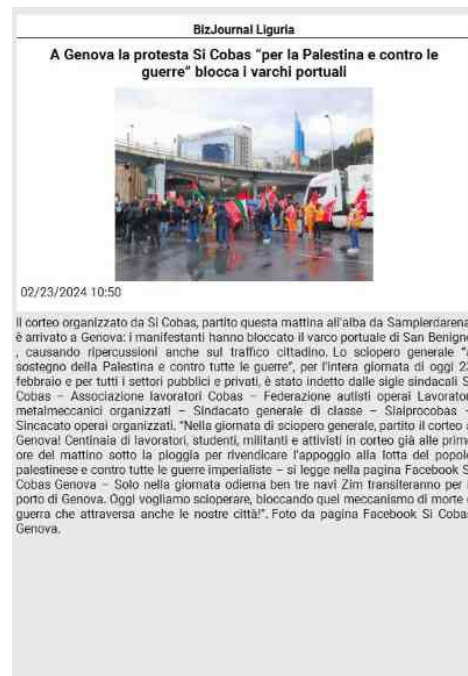 BizJournal Liguria
A Genova la protesta Si Cobas “per la Palestina e contro le
guerre” blocca i varchi portuali
02/23/2024 10:50
Il corteo organizzato da Si Cobas, partito questa mattina all'alba da Sampierdarena,
è arrivato a Genova: i manifestanti hanno bloccato il varco portuale di San Benigno
, causando ripercussioni anche sul traffico cittadino. Lo sciopero generale “a
sostegno della Palestina e contro tutte le guerre”, per l'intera giornata di oggi 23
febbraio e per tutti i settori pubblici e privati, è stato indetto dalle sigle sindacali Si
Cobas – Associazione lavoratori Cobas – Federazione autisti operai Lavoratori
metalmeccanici organizzati – Sindacato generale di classe – Slaiprocobas –
Sincacato operai organizzati. “Nella giornata di sciopero generale, partito il corteo a
Genova! Centinaia di lavoratori, studenti, militanti e attivisti in corteo già alle prime
ore del mattino sotto la pioggia per rivendicare l'appoggio alla lotta del popolo
palestinese e contro tutte le guerre imperialiste – si legge nella pagina Facebook Si
Cobas Genova – Solo nella giornata odierna ben tre navi Zim transiteranno per il
porto di Genova. Oggi vogliamo scioperare, bloccando quel meccanismo di morte e
guerra che attraversa anche le nostre città!”. Foto da pagina Facebook Si Cobas
Genova.